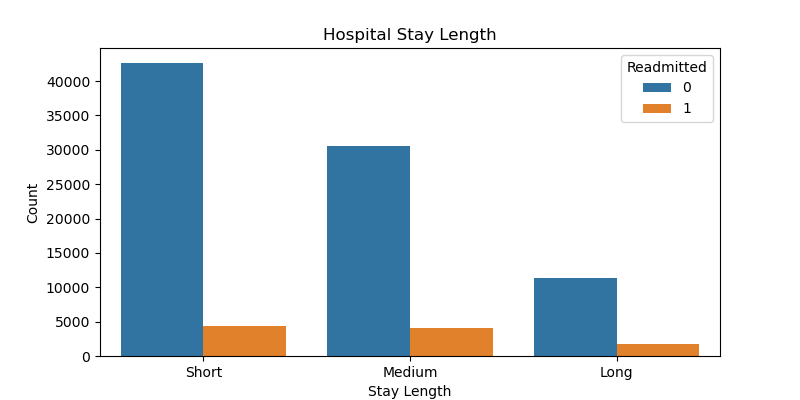 Hospital Stay Length
Readmitted
0
1
40000
35000
30000
25000
20000
15000
10000
5000
0
Count
Short Medium Long
Stay Length